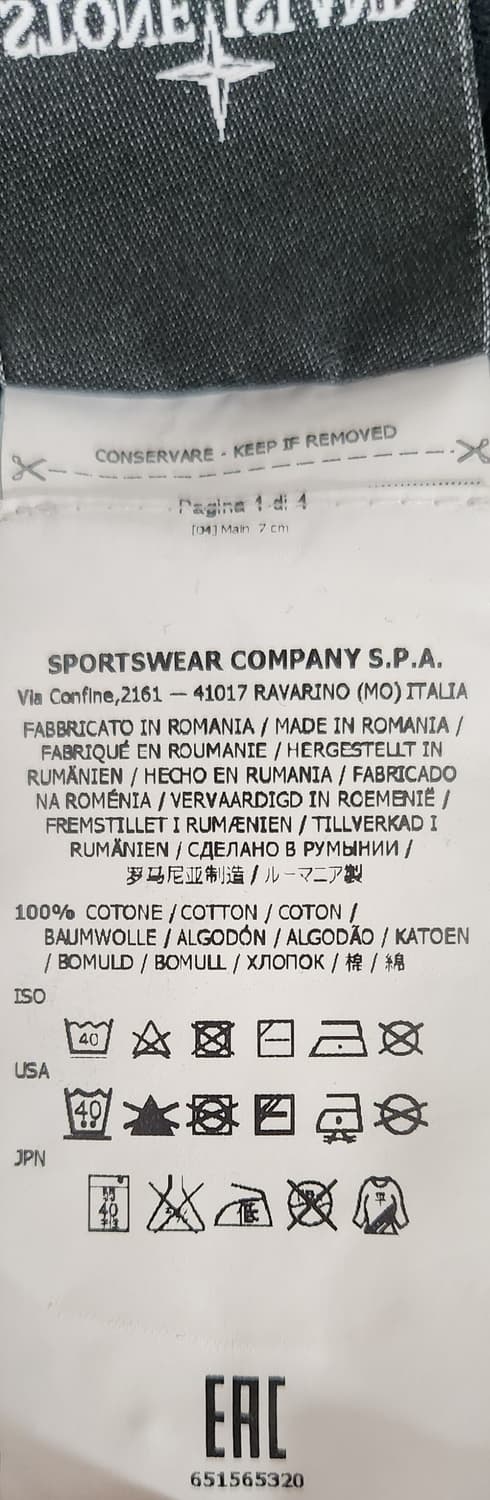 STONE ISLAND
CONSERVARE - KEEP IF REMOVED
Pagina 1 di 4
[04] Main 7 cm
SPORTSWEAR COMPANY S.P.A.
Via Confine,2161 — 41017 RAVARINO (MO) ITALIA
FABBRICATO IN ROMANIA / MADE IN ROMANIA /
FABRIQUÉ EN ROUMANIE / HERGESTELLT IN
RUMÄNIEN / HECHO EN RUMANIA / FABRICADO
NA ROMÉNIA / VERVAARDIGD IN ROEMENIË /
FREMSTILLET I RUMÆNIEN / TILLVERKAD I
RUMÄNIEN / СДЕЛАНО В РУМЫНИИ /
罗马尼亚制造 / ルーマニア製
100% COTONE / COTTON / COTON /
BAUMWOLLE / ALGODÓN / ALGODÃO / KATOEN
/ BOMULD / BOMULL / ХЛОПОК / 棉 / 綿
ISO
40
USA
40
JPN
40
低
平
EAC
651565320